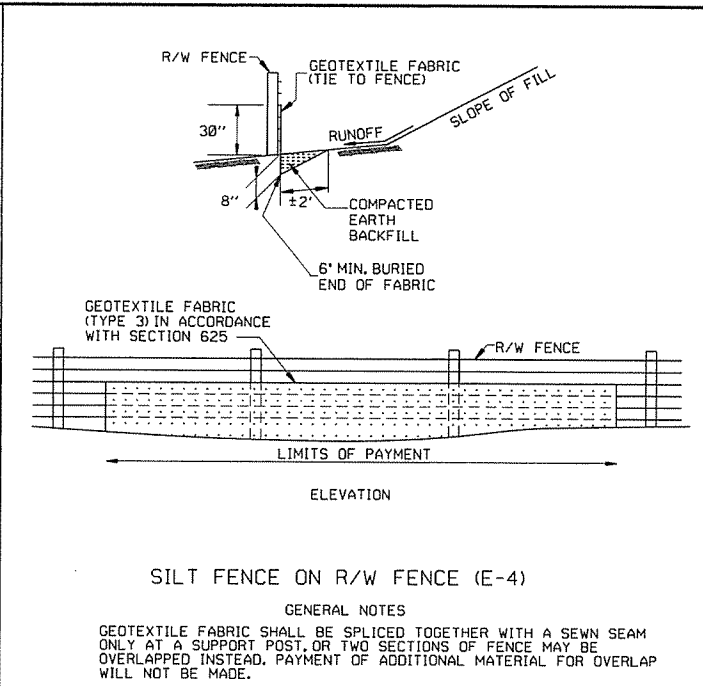 R/W FENCE
GEOTEXTILE FABRIC
(TIE TO FENCE)
30"
RUNOFF
SLOPE OF FILL
8"
±2'
COMPACTED
EARTH
BACKFILL
6" MIN. BURIED
END OF FABRIC
GEOTEXTILE FABRIC
(TYPE 3) IN ACCORDANCE
WITH SECTION 625
R/W FENCE
LIMITS OF PAYMENT
ELEVATION
SILT FENCE ON R/W FENCE (E-4)
GENERAL NOTES
GEOTEXTILE FABRIC SHALL BE SPLICED TOGETHER WITH A SEWN SEAM
ONLY AT A SUPPORT POST, OR TWO SECTIONS OF FENCE MAY BE
OVERLAPPED INSTEAD. PAYMENT OF ADDITIONAL MATERIAL FOR OVERLAP
WILL NOT BE MADE.